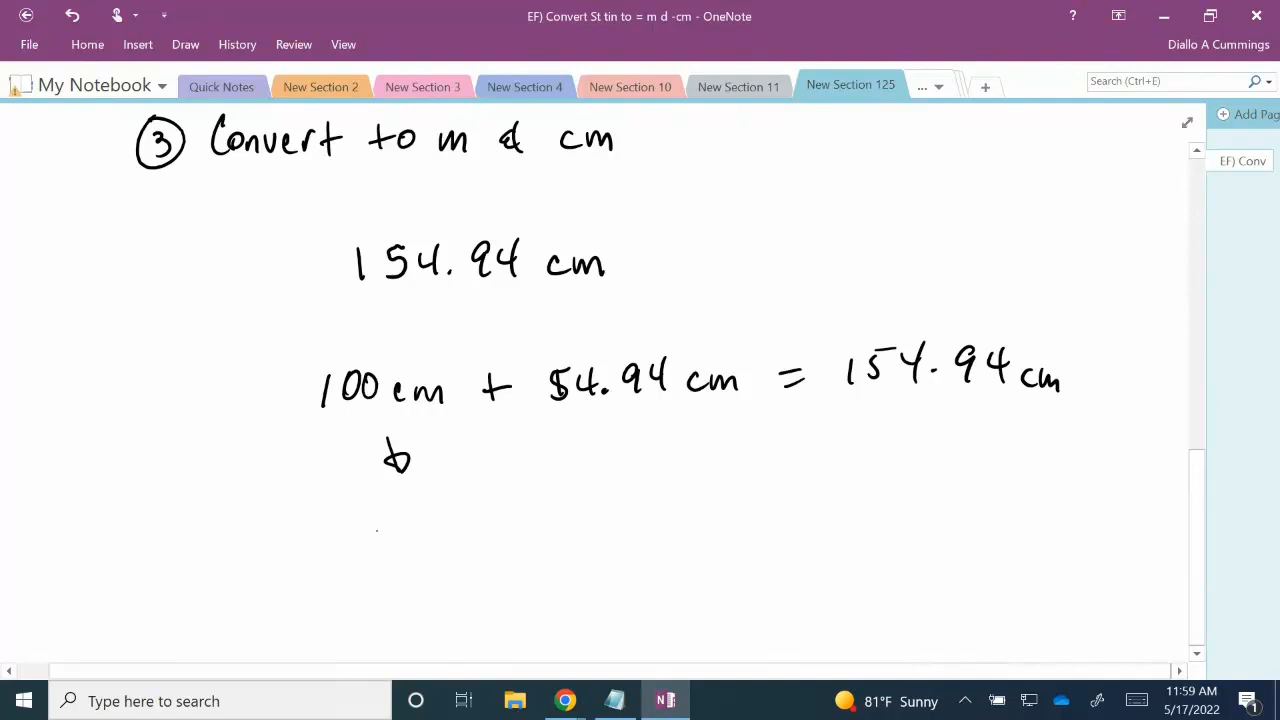 EF) Convert St tin to = m d -cm - OneNote
?
File Home Insert Draw History Review View
Diallo A Cummings
My Notebook
Quick Notes
New Section 2
New Section 3
New Section 4
New Section 10
New Section 11
New Section 125
...
+
Search (Ctrl+E)
Add Pag
EF) Conv
3 Convert to m & cm
154.94 cm
100 cm + 54.94 cm = 154.94 cm
Type here to search
N
81°F Sunny
11:59 AM
5/17/2022
1